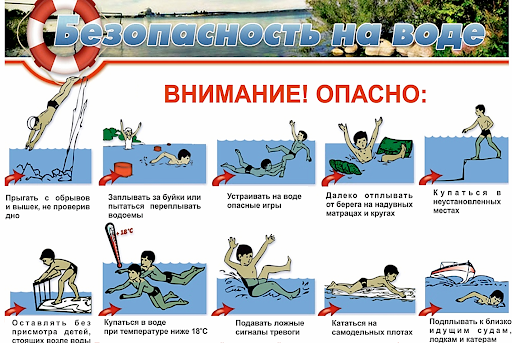 Безопасность на воде
ВНИМАНИЕ! ОПАСНО:
Прыгать с обрывов
и вышек, не проверив
дно
Заплывать за буйки или
пытаться переплывать
водоемы
Устраивать на воде
опасные игры
Далеко отплывать
от берега на надувных
матрацах и кругах
Купаться в
неустановленных
местах
+ 18°C
Оставлять без
присмотра детей,
стоящих возле воды
Купаться в воде
при температуре ниже 18°С
Подавать ложные
сигналы тревоги
Кататься на
самодельных плотах
Подплывать к близко
идущим судам,
лодкам и катерам